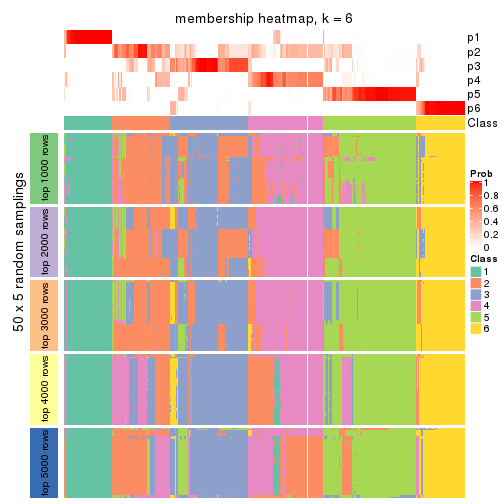 membership heatmap, k = 6
p1
p2
p3
p4
p5
p6
Class
50 x 5 random samplings
top 1000 rows
top 2000 rows
top 3000 rows
top 4000 rows
top 5000 rows
Prob
1
0.8
0.6
0.4
0.2
0
Class
1
2
3
4
5
6